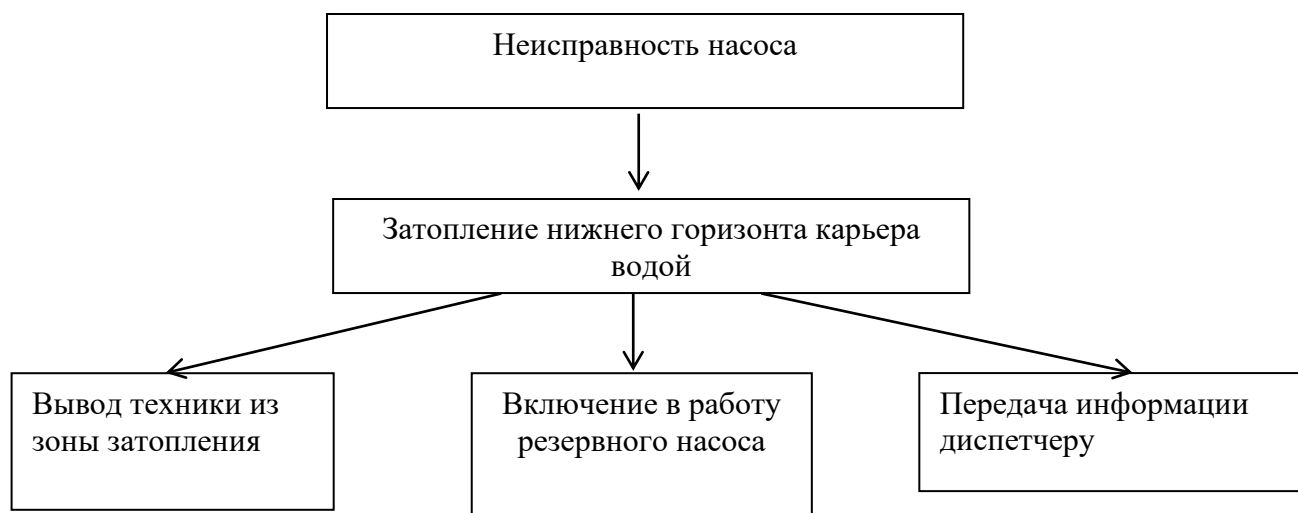 Неисправность насоса
Затопление нижнего горизонта карьера
водой
Вывод техники из
зоны затопления
Включение в работу
резервного насоса
Передача информации
диспетчеру